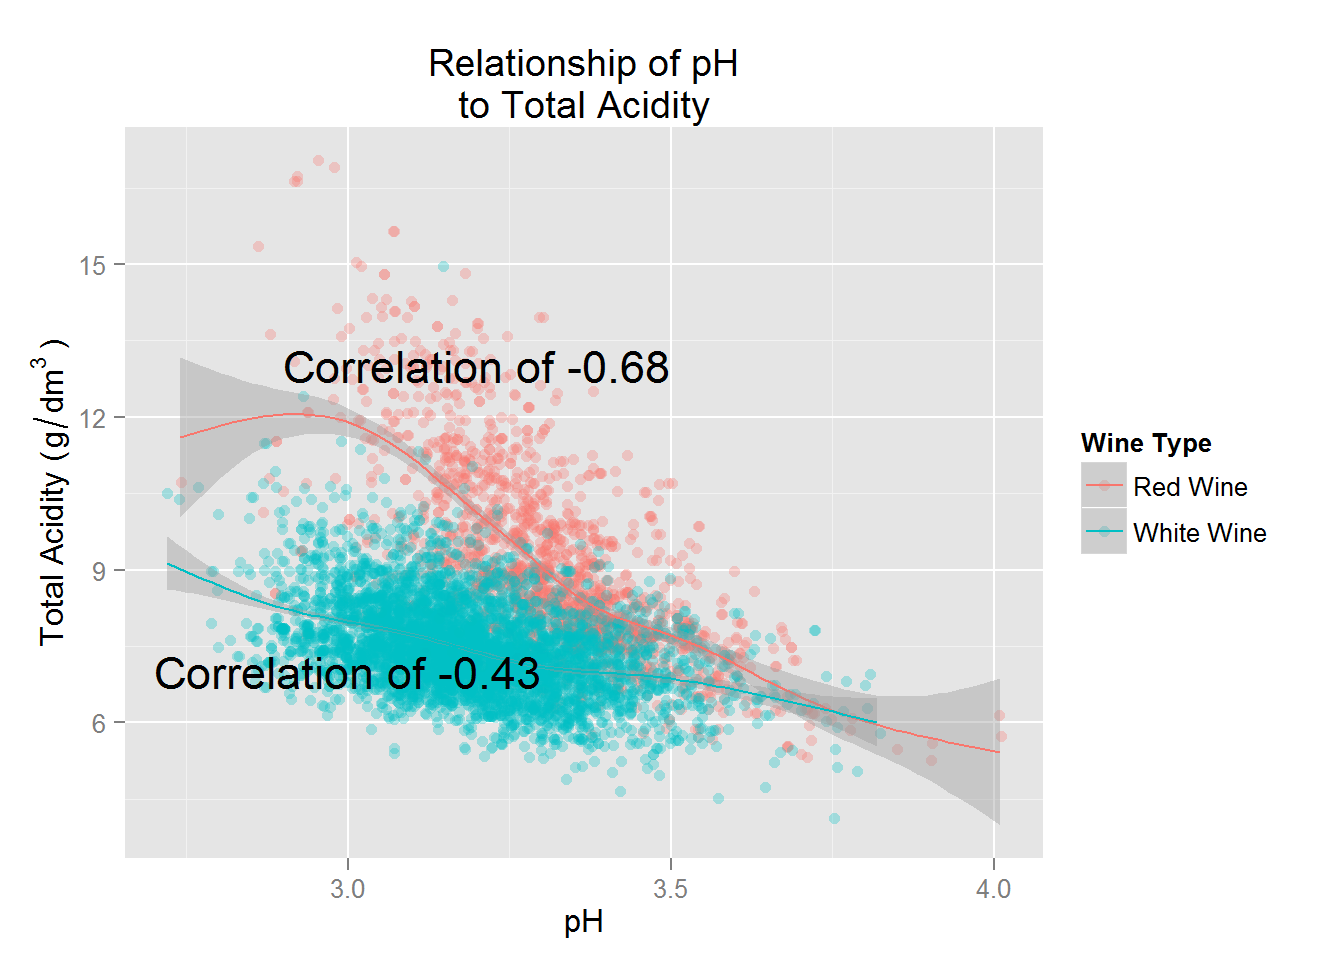 Relationship of pH
to Total Acidity
15
12
9
6
Total Acidity (g/dm³)
Correlation of -0.68
Correlation of -0.43
3.0
3.5
4.0
pH
Wine Type
Red Wine
White Wine